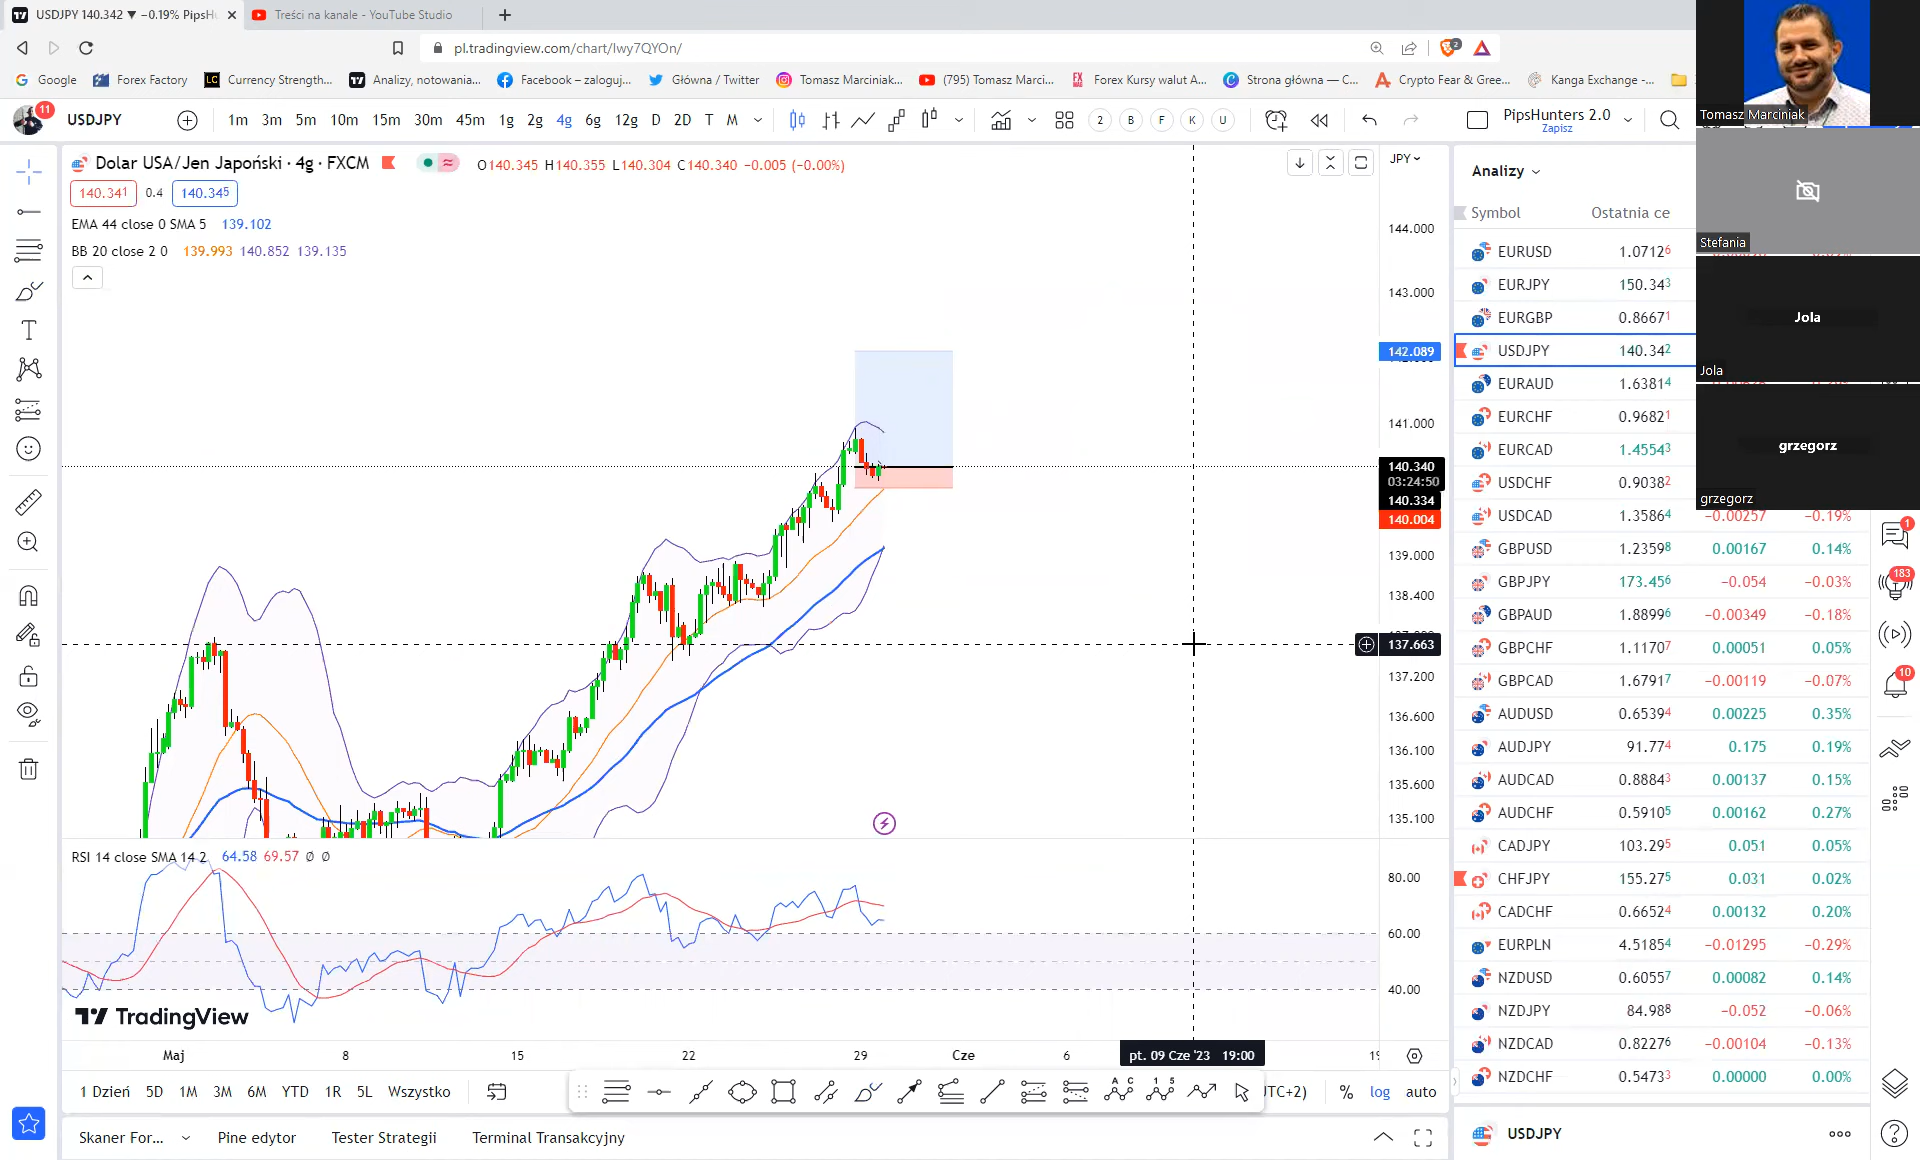 USDJPY 140.342 ▼ −0.19% PipsHu
Treści na kanale - YouTube Studio
pl.tradingview.com/chart/Iwy7QYOn/
2
Google
Forex Factory
Currency Strength...
Analizy, notowania...
Facebook – zaloguj...
Główna / Twitter
Tomasz Marciniak...
(795) Tomasz Marci...
Forex Kursy walut A...
Strona główna — C...
Crypto Fear & Gree...
Kanga Exchange -...
11
USDJPY
1m 3m 5m 10m 15m 30m 45m 1g 2g 4g 6g 12g D 2D T M
2 B F K U
PipsHunters 2.0
Zapisz
Tomasz Marciniak
Stefania
Jola
Jola
grzegorz
grzegorz
Dolar USA/Jen Japoński · 4g · FXCM
O140.345 H140.355 L140.304 C140.340 −0.005 (−0.00%)
140.341 0.4 140.345
EMA 44 close 0 SMA 5 139.102
BB 20 close 2 0 139.993 140.852 139.135
JPY
144.000
143.000
142.089
141.000
140.340
03:24:50
140.334
140.004
139.000
138.400
137.663
137.200
136.600
136.100
135.600
135.100
RSI 14 close SMA 14 2 64.58 69.57 Ø Ø
80.00
60.00
40.00
TradingView
Maj 8 15 22 29 Cze 6 pt. 09 Cze '23 19:00
1 Dzień 5D 1M 3M 6M YTD 1R 5L Wszystko
% log auto
Skaner For... Pine edytor Tester Strategii Terminal Transakcyjny
Analizy
Symbol Ostatnia ce
EURUSD 1.07126
EURJPY 150.343
EURGBP 0.86671
USDJPY 140.342
EURAUD 1.63814
EURCHF 0.96821
EURCAD 1.45543
USDCHF 0.90382
USDCAD 1.35864 −0.00257 −0.19%
GBPUSD 1.23598 0.00167 0.14%
GBPJPY 173.456 −0.054 −0.03%
GBPAUD 1.88996 −0.00349 −0.18%
GBPCHF 1.11707 0.00051 0.05%
GBPCAD 1.67917 −0.00119 −0.07%
AUDUSD 0.65394 0.00225 0.35%
AUDJPY 91.774 0.175 0.19%
AUDCAD 0.88843 0.00137 0.15%
AUDCHF 0.59105 0.00162 0.27%
CADJPY 103.295 0.051 0.05%
CHFJPY 155.275 0.031 0.02%
CADCHF 0.66524 0.00132 0.20%
EURPLN 4.51854 −0.01295 −0.29%
NZDUSD 0.60557 0.00082 0.14%
NZDJPY 84.988 −0.052 −0.06%
NZDCAD 0.82276 −0.00104 −0.13%
NZDCHF 0.54733 0.00000 0.00%
USDJPY
1
183
10